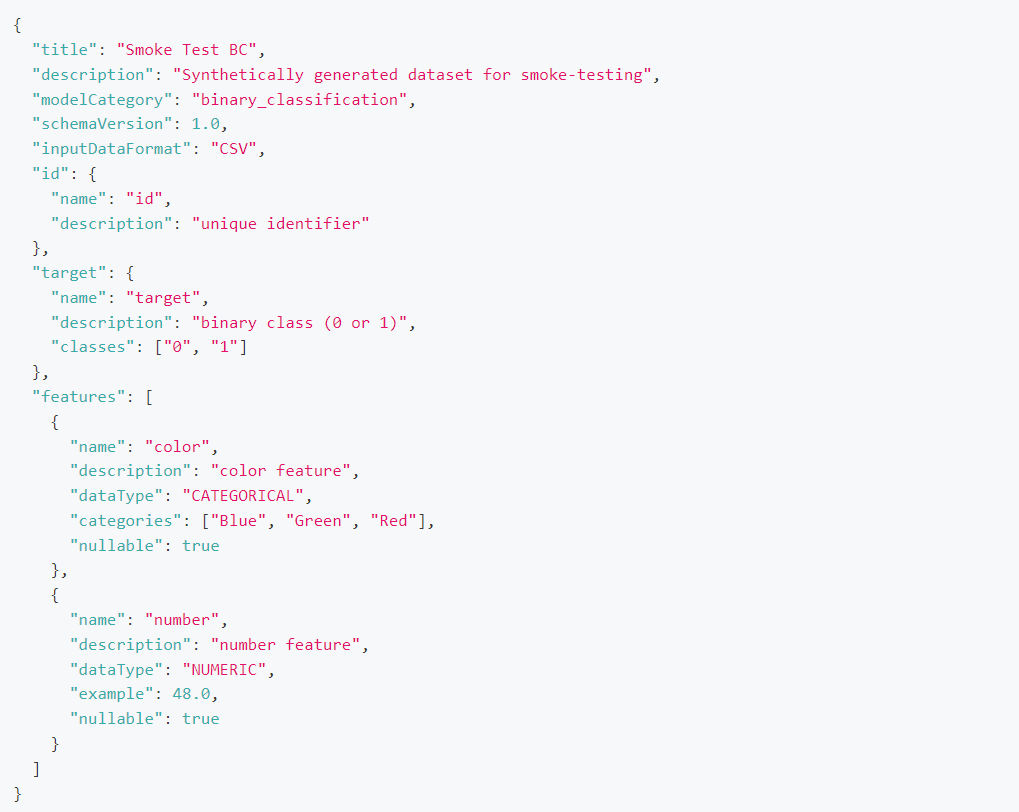 {
  "title": "Smoke Test BC",
  "description": "Synthetically generated dataset for smoke-testing",
  "modelCategory": "binary_classification",
  "schemaVersion": 1.0,
  "inputDataFormat": "CSV",
  "id": {
    "name": "id",
    "description": "unique identifier"
  },
  "target": {
    "name": "target",
    "description": "binary class (0 or 1)",
    "classes": ["0", "1"]
  },
  "features": [
    {
      "name": "color",
      "description": "color feature",
      "dataType": "CATEGORICAL",
      "categories": ["Blue", "Green", "Red"],
      "nullable": true
    },
    {
      "name": "number",
      "description": "number feature",
      "dataType": "NUMERIC",
      "example": 48.0,
      "nullable": true
    }
  ]
}